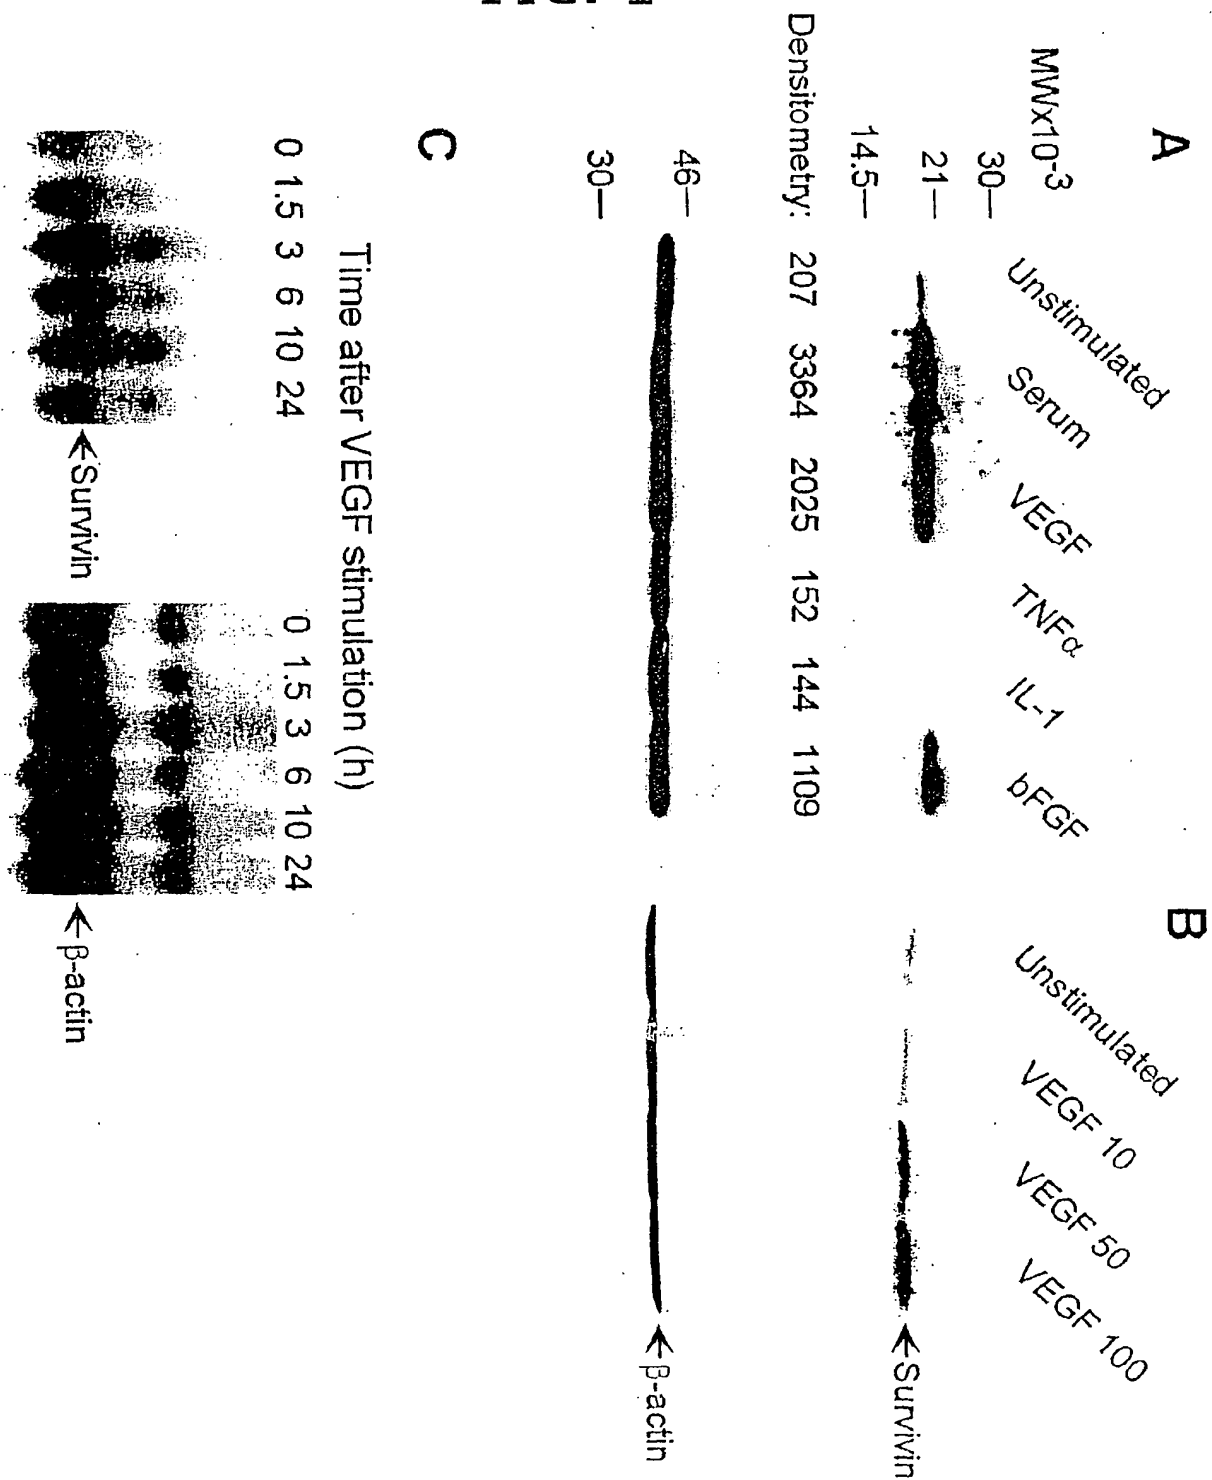 A
MWx10-3
Unstimulated
Serum
VEGF
TNFα
IL-1
bFGF
30
21
14.5
Densitometry: 207 3364 2025 152 144 1109
46
30
B
Unstimulated
VEGF 10
VEGF 50
VEGF 100
Survivin
β-actin
C
Time after VEGF stimulation (h)
0 1.5 3 6 10 24
0 1.5 3 6 10 24
Survivin
β-actin